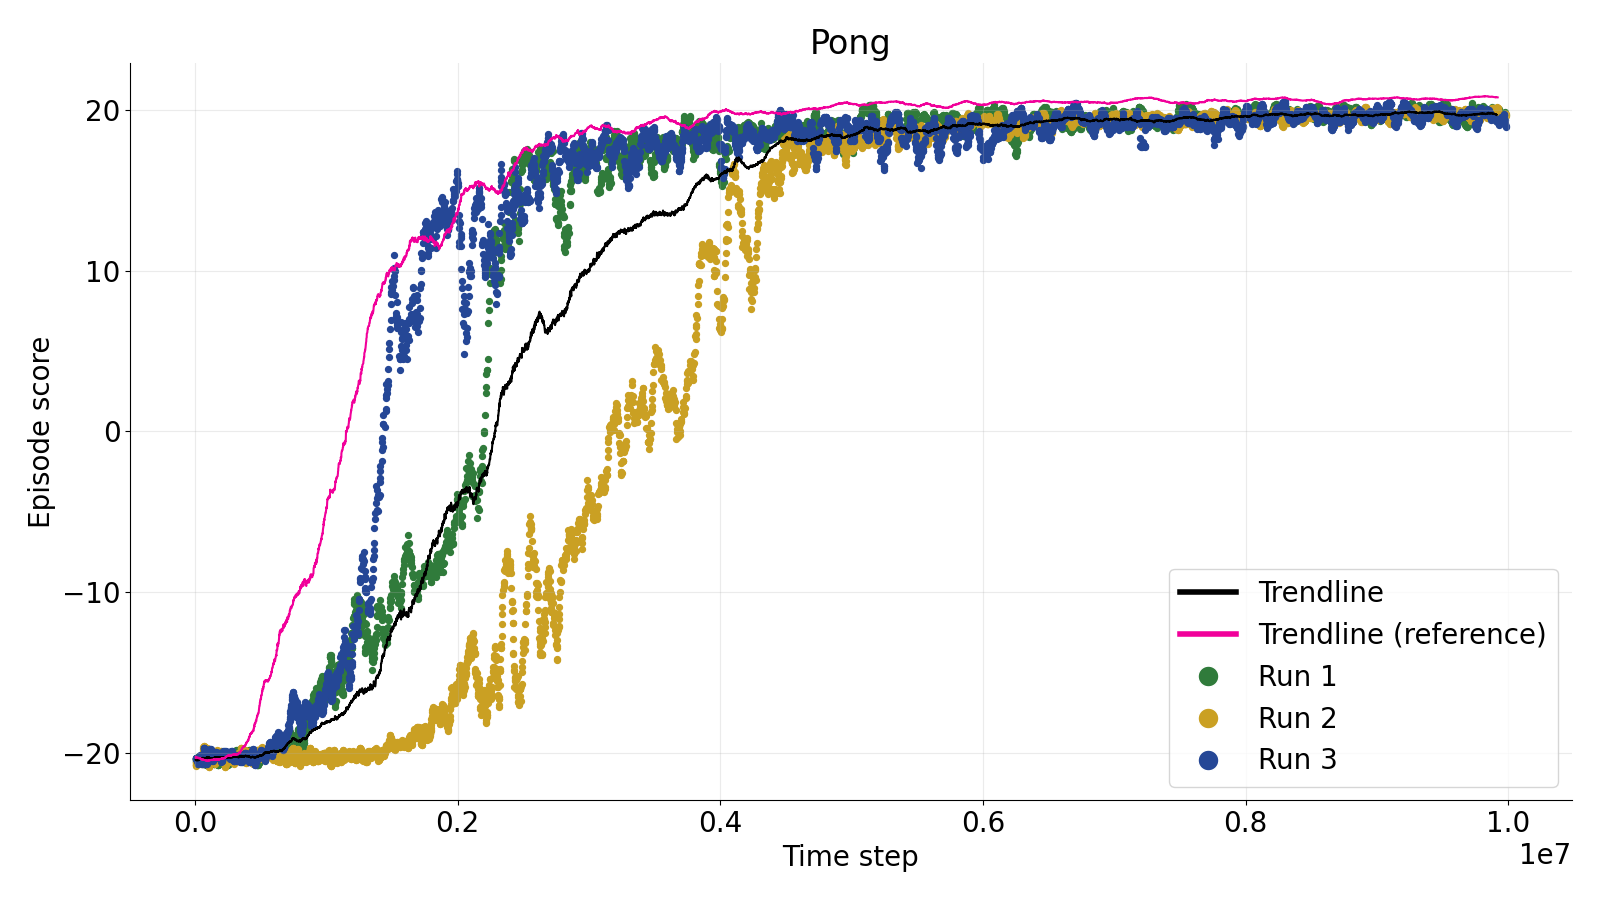 Pong
Episode score
20
10
0
−10
−20
0.0
0.2
0.4
0.6
0.8
1.0
1e7
Time step
Trendline
Trendline (reference)
Run 1
Run 2
Run 3